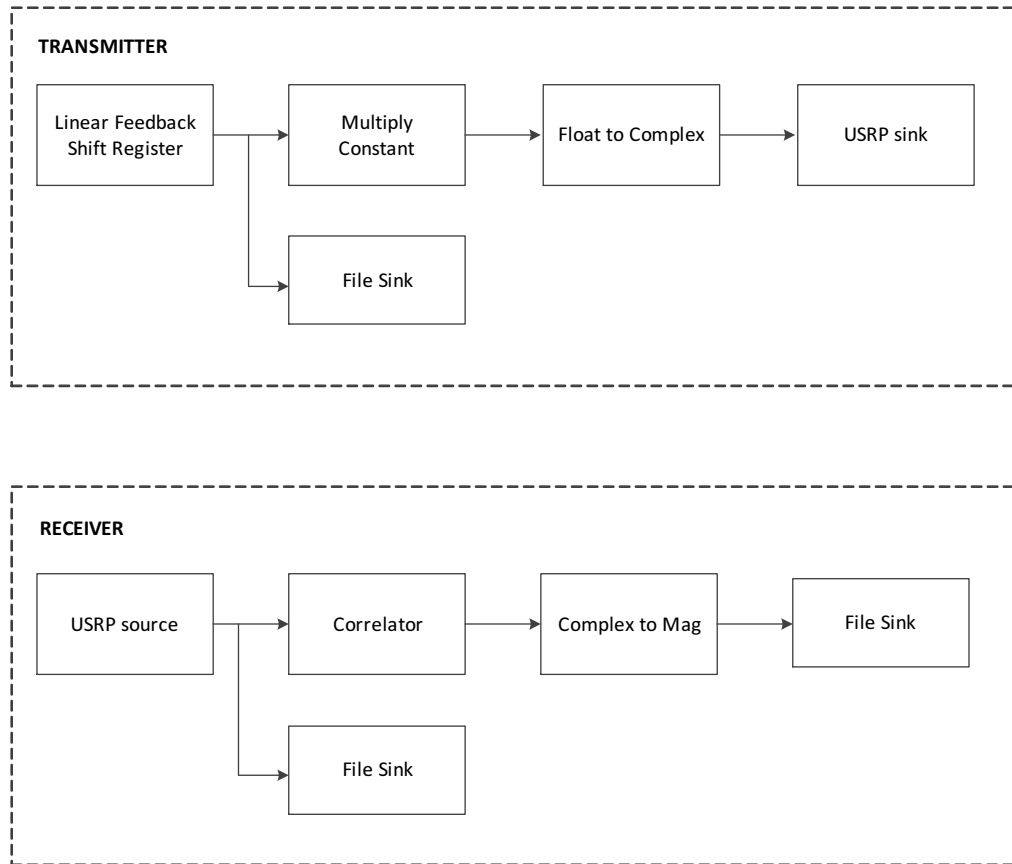 TRANSMITTER
Linear Feedback
Shift Register
Multiply
Constant
Float to Complex
USRP sink
File Sink
RECEIVER
USRP source
Correlator
Complex to Mag
File Sink
File Sink